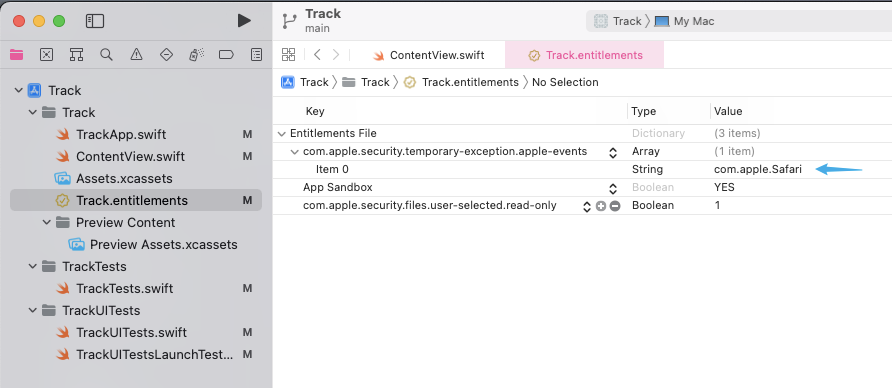 Track
main
Track
My Mac
ContentView.swift
Track.entitlements
Track
Track
Track.entitlements
No Selection
Track
Track
TrackApp.swift M
ContentView.swift M
Assets.xcassets
Track.entitlements M
Preview Content
Preview Assets.xcassets
TrackTests
TrackTests.swift M
TrackUITests
TrackUITests.swift M
TrackUITestsLaunchTest... M
Key Type Value
Entitlements File Dictionary (3 items)
com.apple.security.temporary-exception.apple-events Array (1 item)
Item 0 String com.apple.Safari
App Sandbox Boolean YES
com.apple.security.files.user-selected.read-only Boolean 1